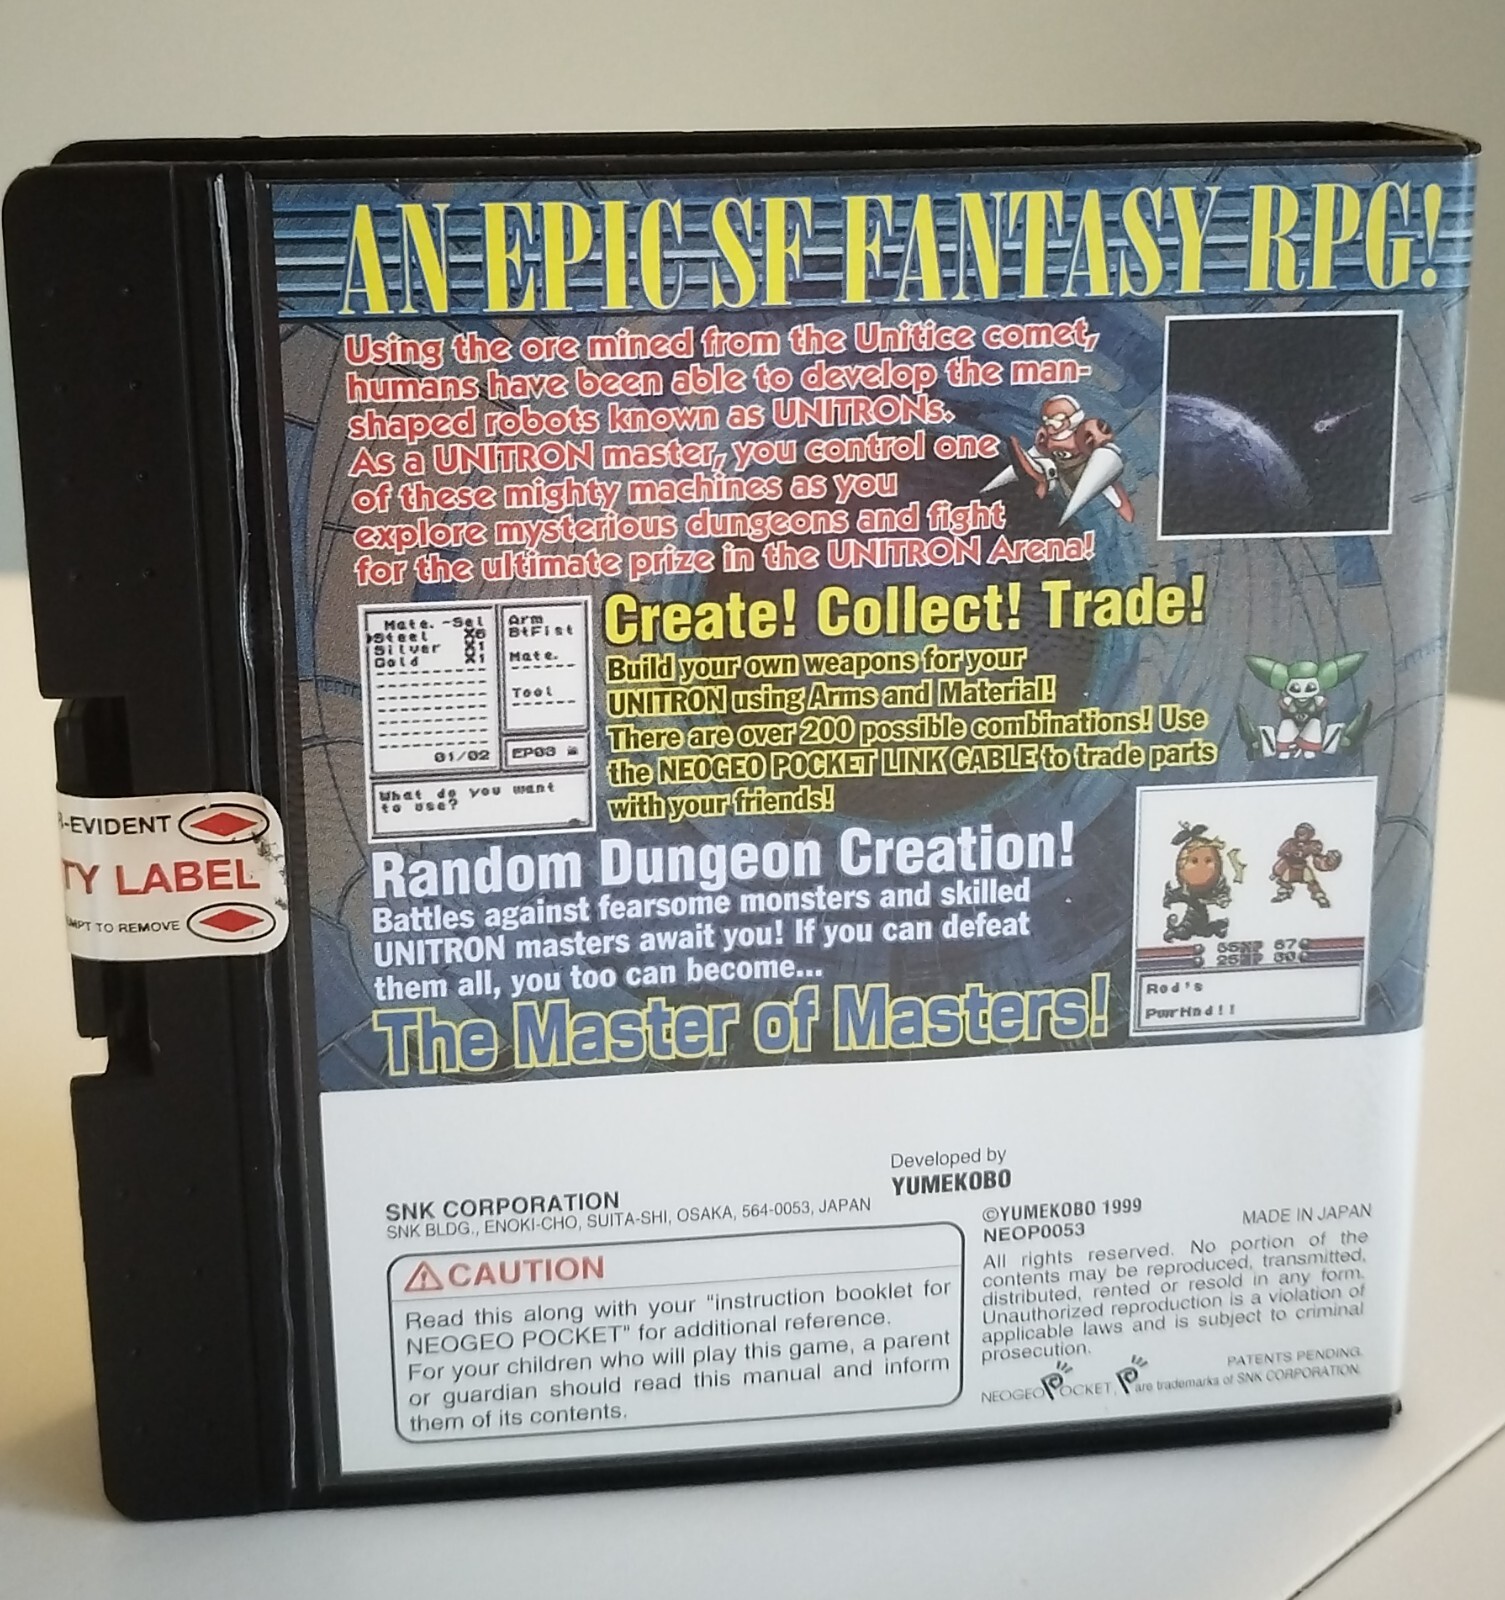 AN EPIC SF FANTASY RPG!
Using the ore mined from the Unitice comet,
humans have been able to develop the man-
shaped robots known as UNITRONs.
As a UNITRON master, you control one
of these mighty machines as you
explore mysterious dungeons and fight
for the ultimate prize in the UNITRON Arena!
Mate. -Sel
Steel X6
Silver X1
Gold X1
01/02
Arm
BtFist
Mate.
Tool
EP03
What do you want
to use?
Create! Collect! Trade!
Build your own weapons for your
UNITRON using Arms and Material!
There are over 200 possible combinations! Use
the NEOGEO POCKET LINK CABLE to trade parts
with your friends!
-EVIDENT
TY LABEL
MPT TO REMOVE
Random Dungeon Creation!
Battles against fearsome monsters and skilled
UNITRON masters await you! If you can defeat
them all, you too can become...
The Master of Masters!
55HP 67
25MP 30
Rod's
PwrHnd!!
Developed by
YUMEKOBO
SNK CORPORATION
SNK BLDG., ENOKI-CHO, SUITA-SHI, OSAKA, 564-0053, JAPAN
CAUTION
Read this along with your "instruction booklet for
NEOGEO POCKET" for additional reference.
For your children who will play this game, a parent
or guardian should read this manual and inform
them of its contents.
©YUMEKOBO 1999
NEOP0053
MADE IN JAPAN
All rights reserved. No portion of the
contents may be reproduced, transmitted,
distributed, rented or resold in any form.
Unauthorized reproduction is a violation of
applicable laws and is subject to criminal
prosecution.
PATENTS PENDING.
NEOGEO POCKET, P are trademarks of SNK CORPORATION.